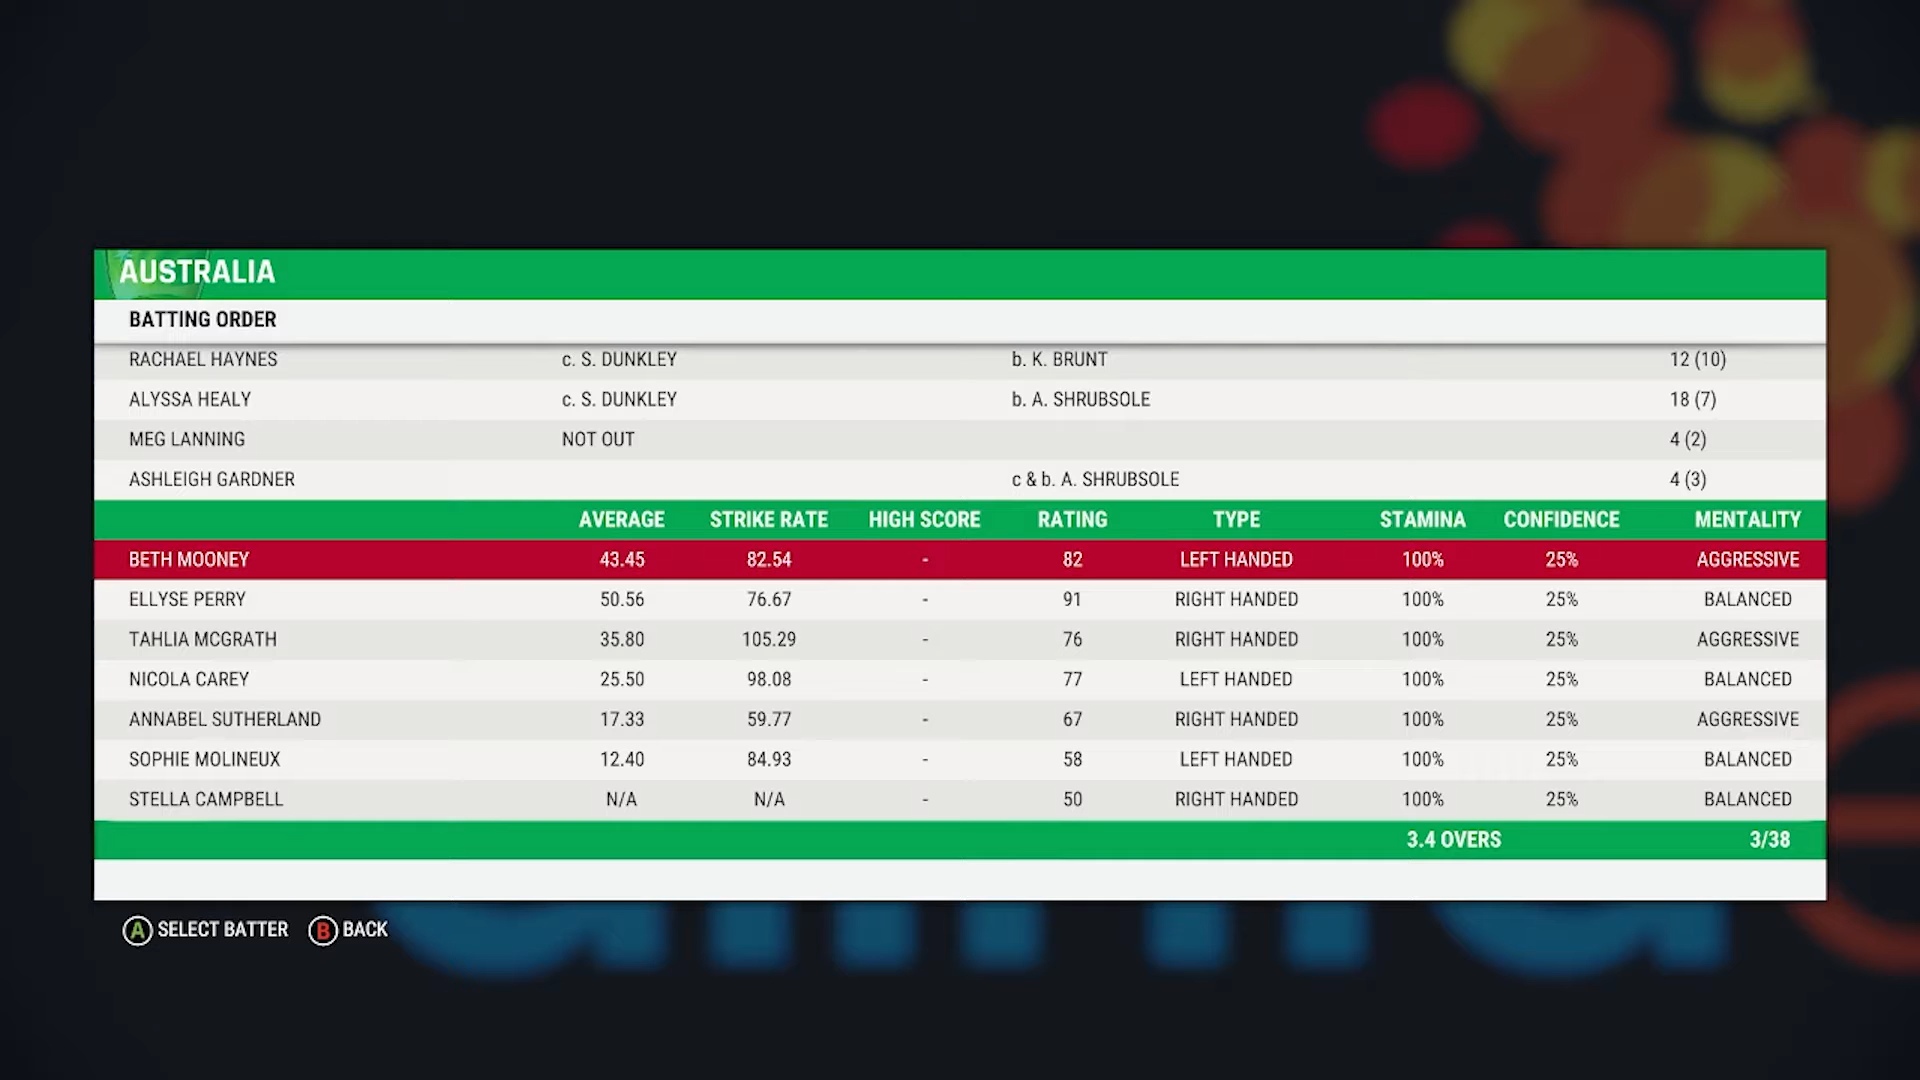 AUSTRALIA
BATTING ORDER
RACHAEL HAYNES c. S. DUNKLEY b. K. BRUNT 12 (10)
ALYSSA HEALY c. S. DUNKLEY b. A. SHRUBSOLE 18 (7)
MEG LANNING NOT OUT 4 (2)
ASHLEIGH GARDNER c & b. A. SHRUBSOLE 4 (3)
AVERAGE STRIKE RATE HIGH SCORE RATING TYPE STAMINA CONFIDENCE MENTALITY
BETH MOONEY 43.45 82.54 - 82 LEFT HANDED 100% 25% AGGRESSIVE
ELLYSE PERRY 50.56 76.67 - 91 RIGHT HANDED 100% 25% BALANCED
TAHLIA MCGRATH 35.80 105.29 - 76 RIGHT HANDED 100% 25% AGGRESSIVE
NICOLA CAREY 25.50 98.08 - 77 LEFT HANDED 100% 25% BALANCED
ANNABEL SUTHERLAND 17.33 59.77 - 67 RIGHT HANDED 100% 25% AGGRESSIVE
SOPHIE MOLINEUX 12.40 84.93 - 58 LEFT HANDED 100% 25% BALANCED
STELLA CAMPBELL N/A N/A - 50 RIGHT HANDED 100% 25% BALANCED
3.4 OVERS 3/38
A SELECT BATTER B BACK